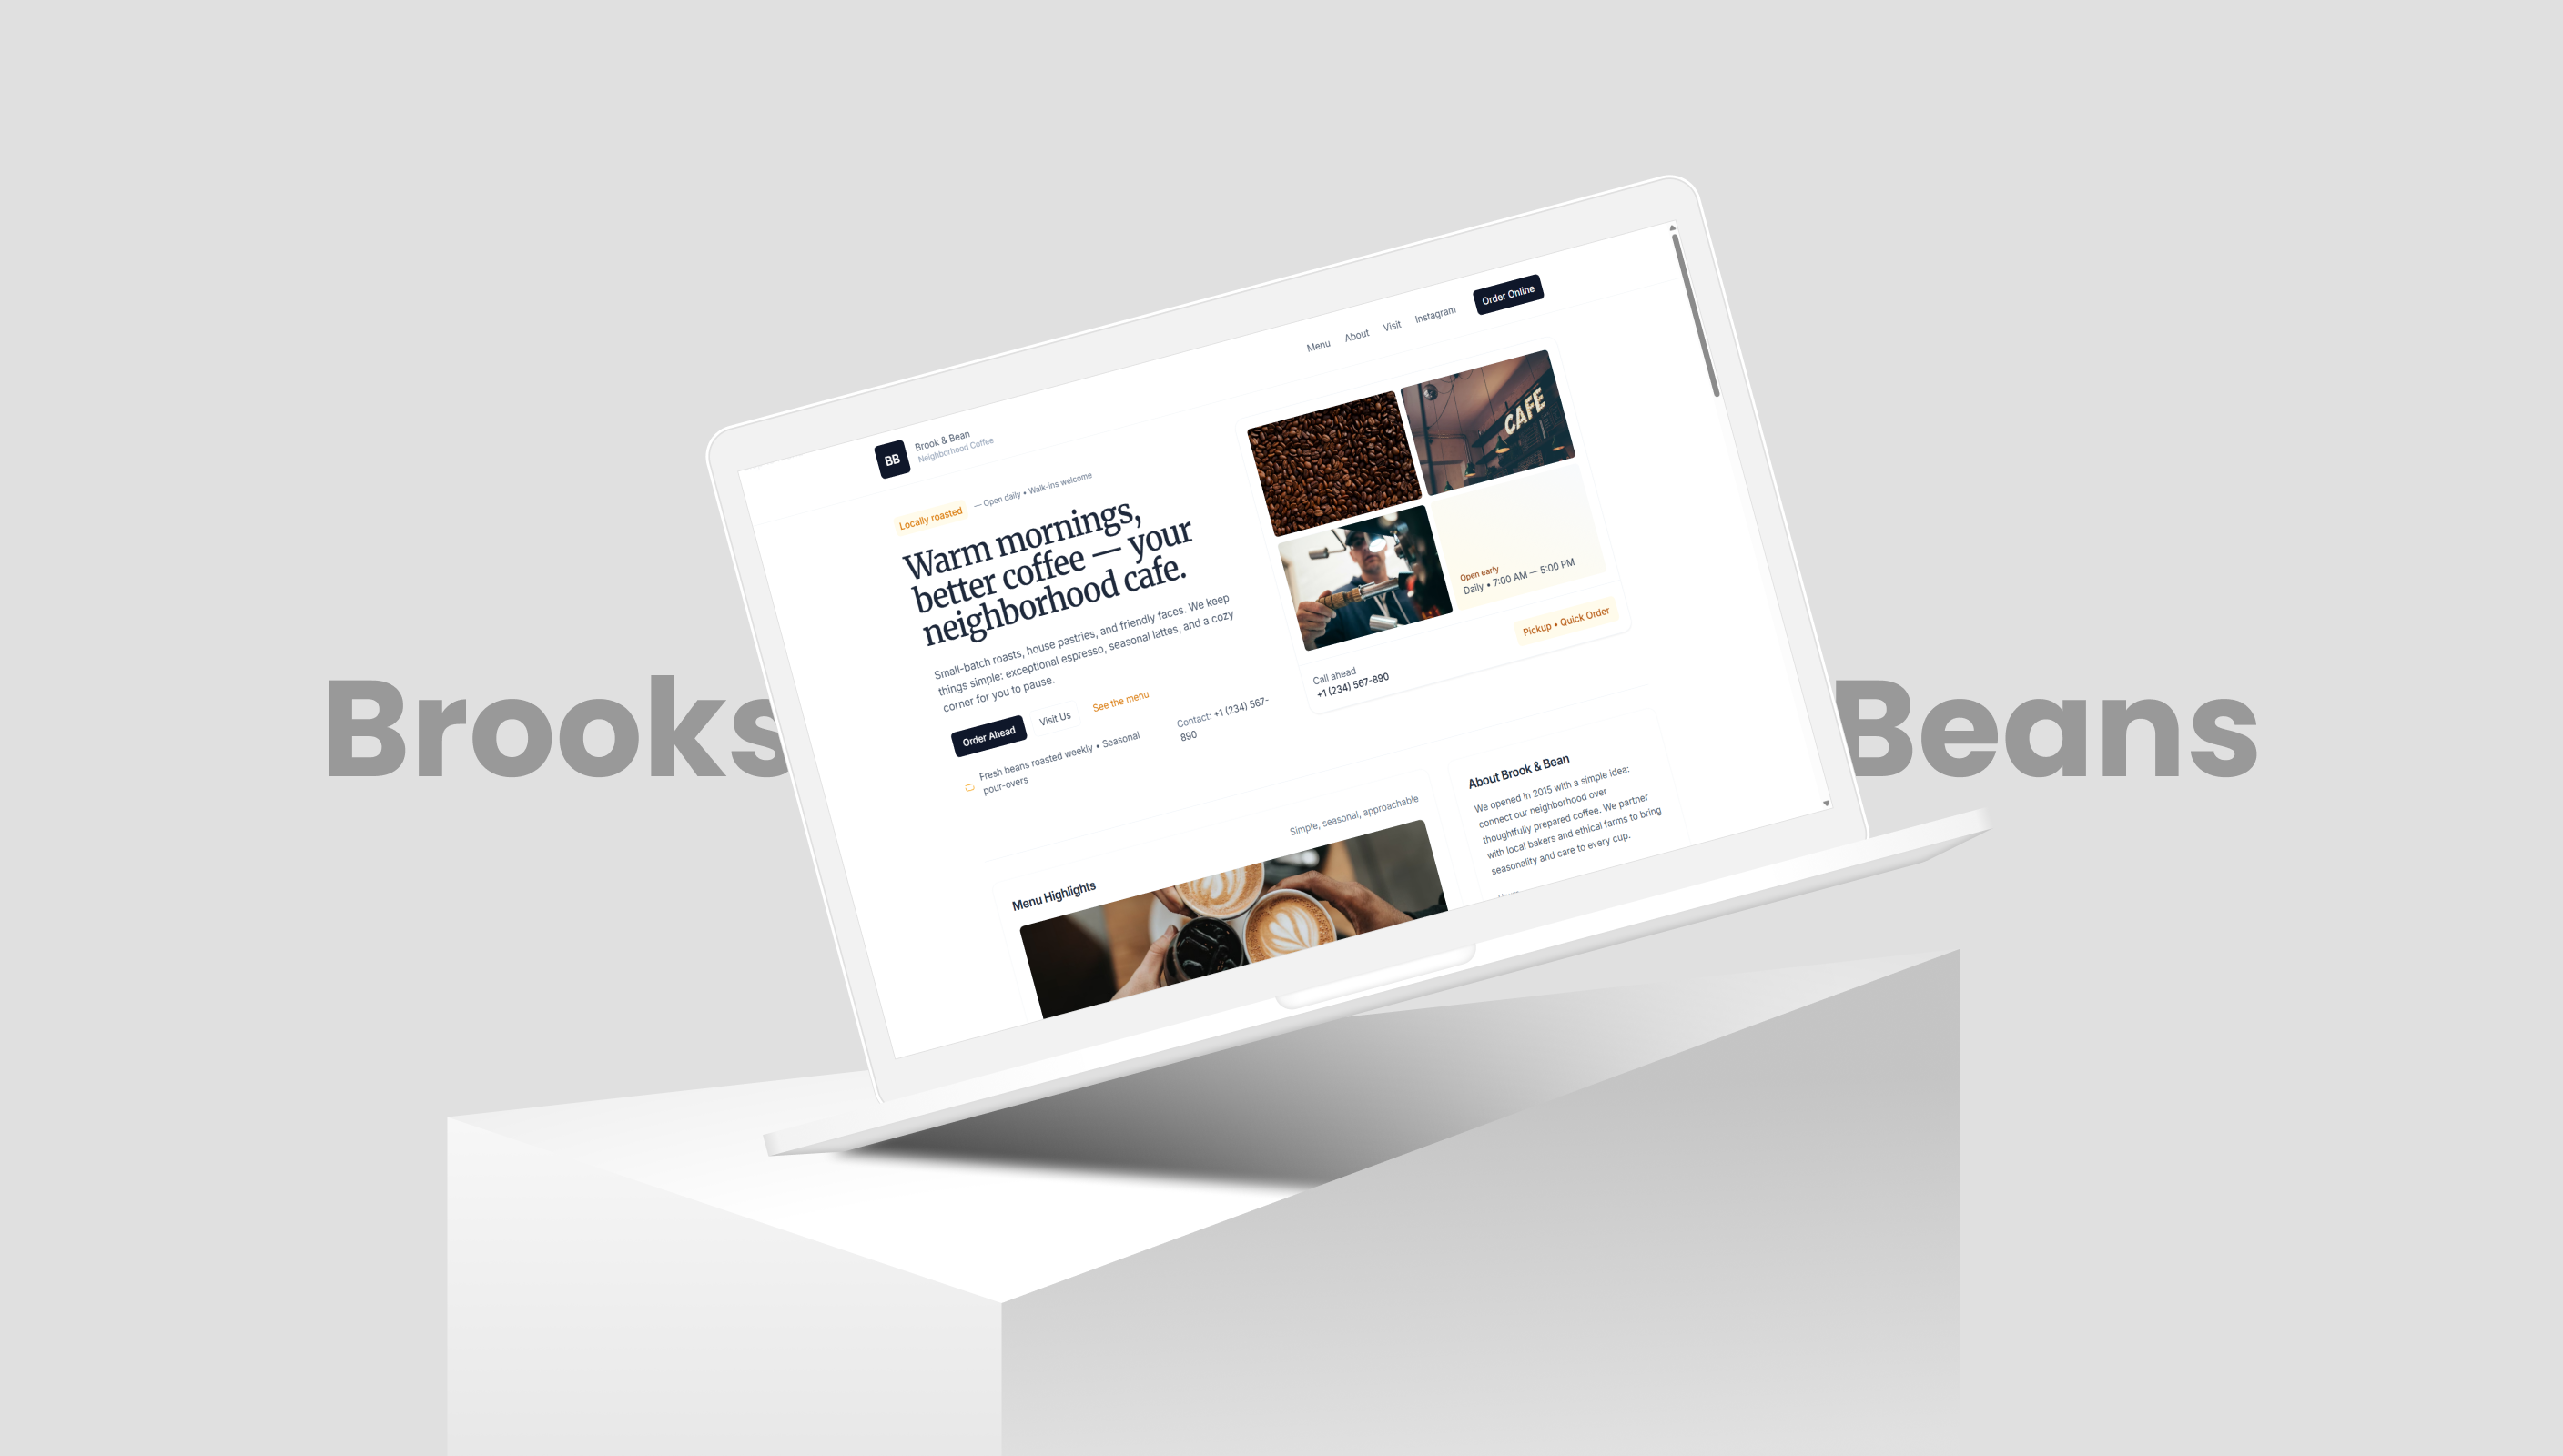 Brooks
Beans
BB
Brook & Bean
Neighborhood Coffee
Menu
About
Visit
Instagram
Order Online
Locally roasted
— Open daily • Walk-ins welcome
Warm mornings,
better coffee — your
neighborhood cafe.
Small-batch roasts, house pastries, and friendly faces. We keep
things simple: exceptional espresso, seasonal lattes, and a cozy
corner for you to pause.
Order Ahead
Visit Us
See the menu
Fresh beans roasted weekly • Seasonal
pour-overs
Contact: +1 (234) 567-
890
CAFE
Open early
Daily • 7:00 AM — 5:00 PM
Call ahead
+1 (234) 567-890
Pickup • Quick Order
Menu Highlights
Simple, seasonal, approachable
About Brook & Bean
We opened in 2015 with a simple idea:
connect our neighborhood over
thoughtfully prepared coffee. We partner
with local bakers and ethical farms to bring
seasonality and care to every cup.